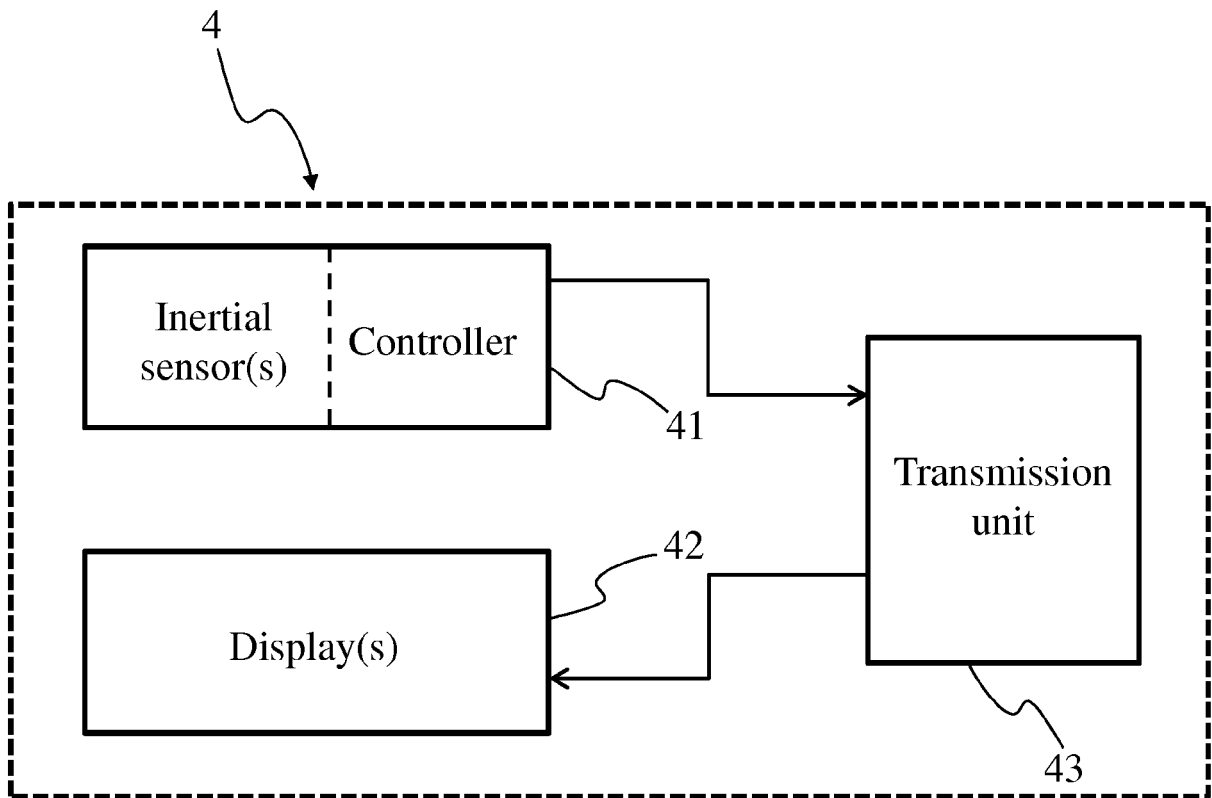 4
Inertial
sensor(s)
Controller
41
Transmission
unit
42
Display(s)
43